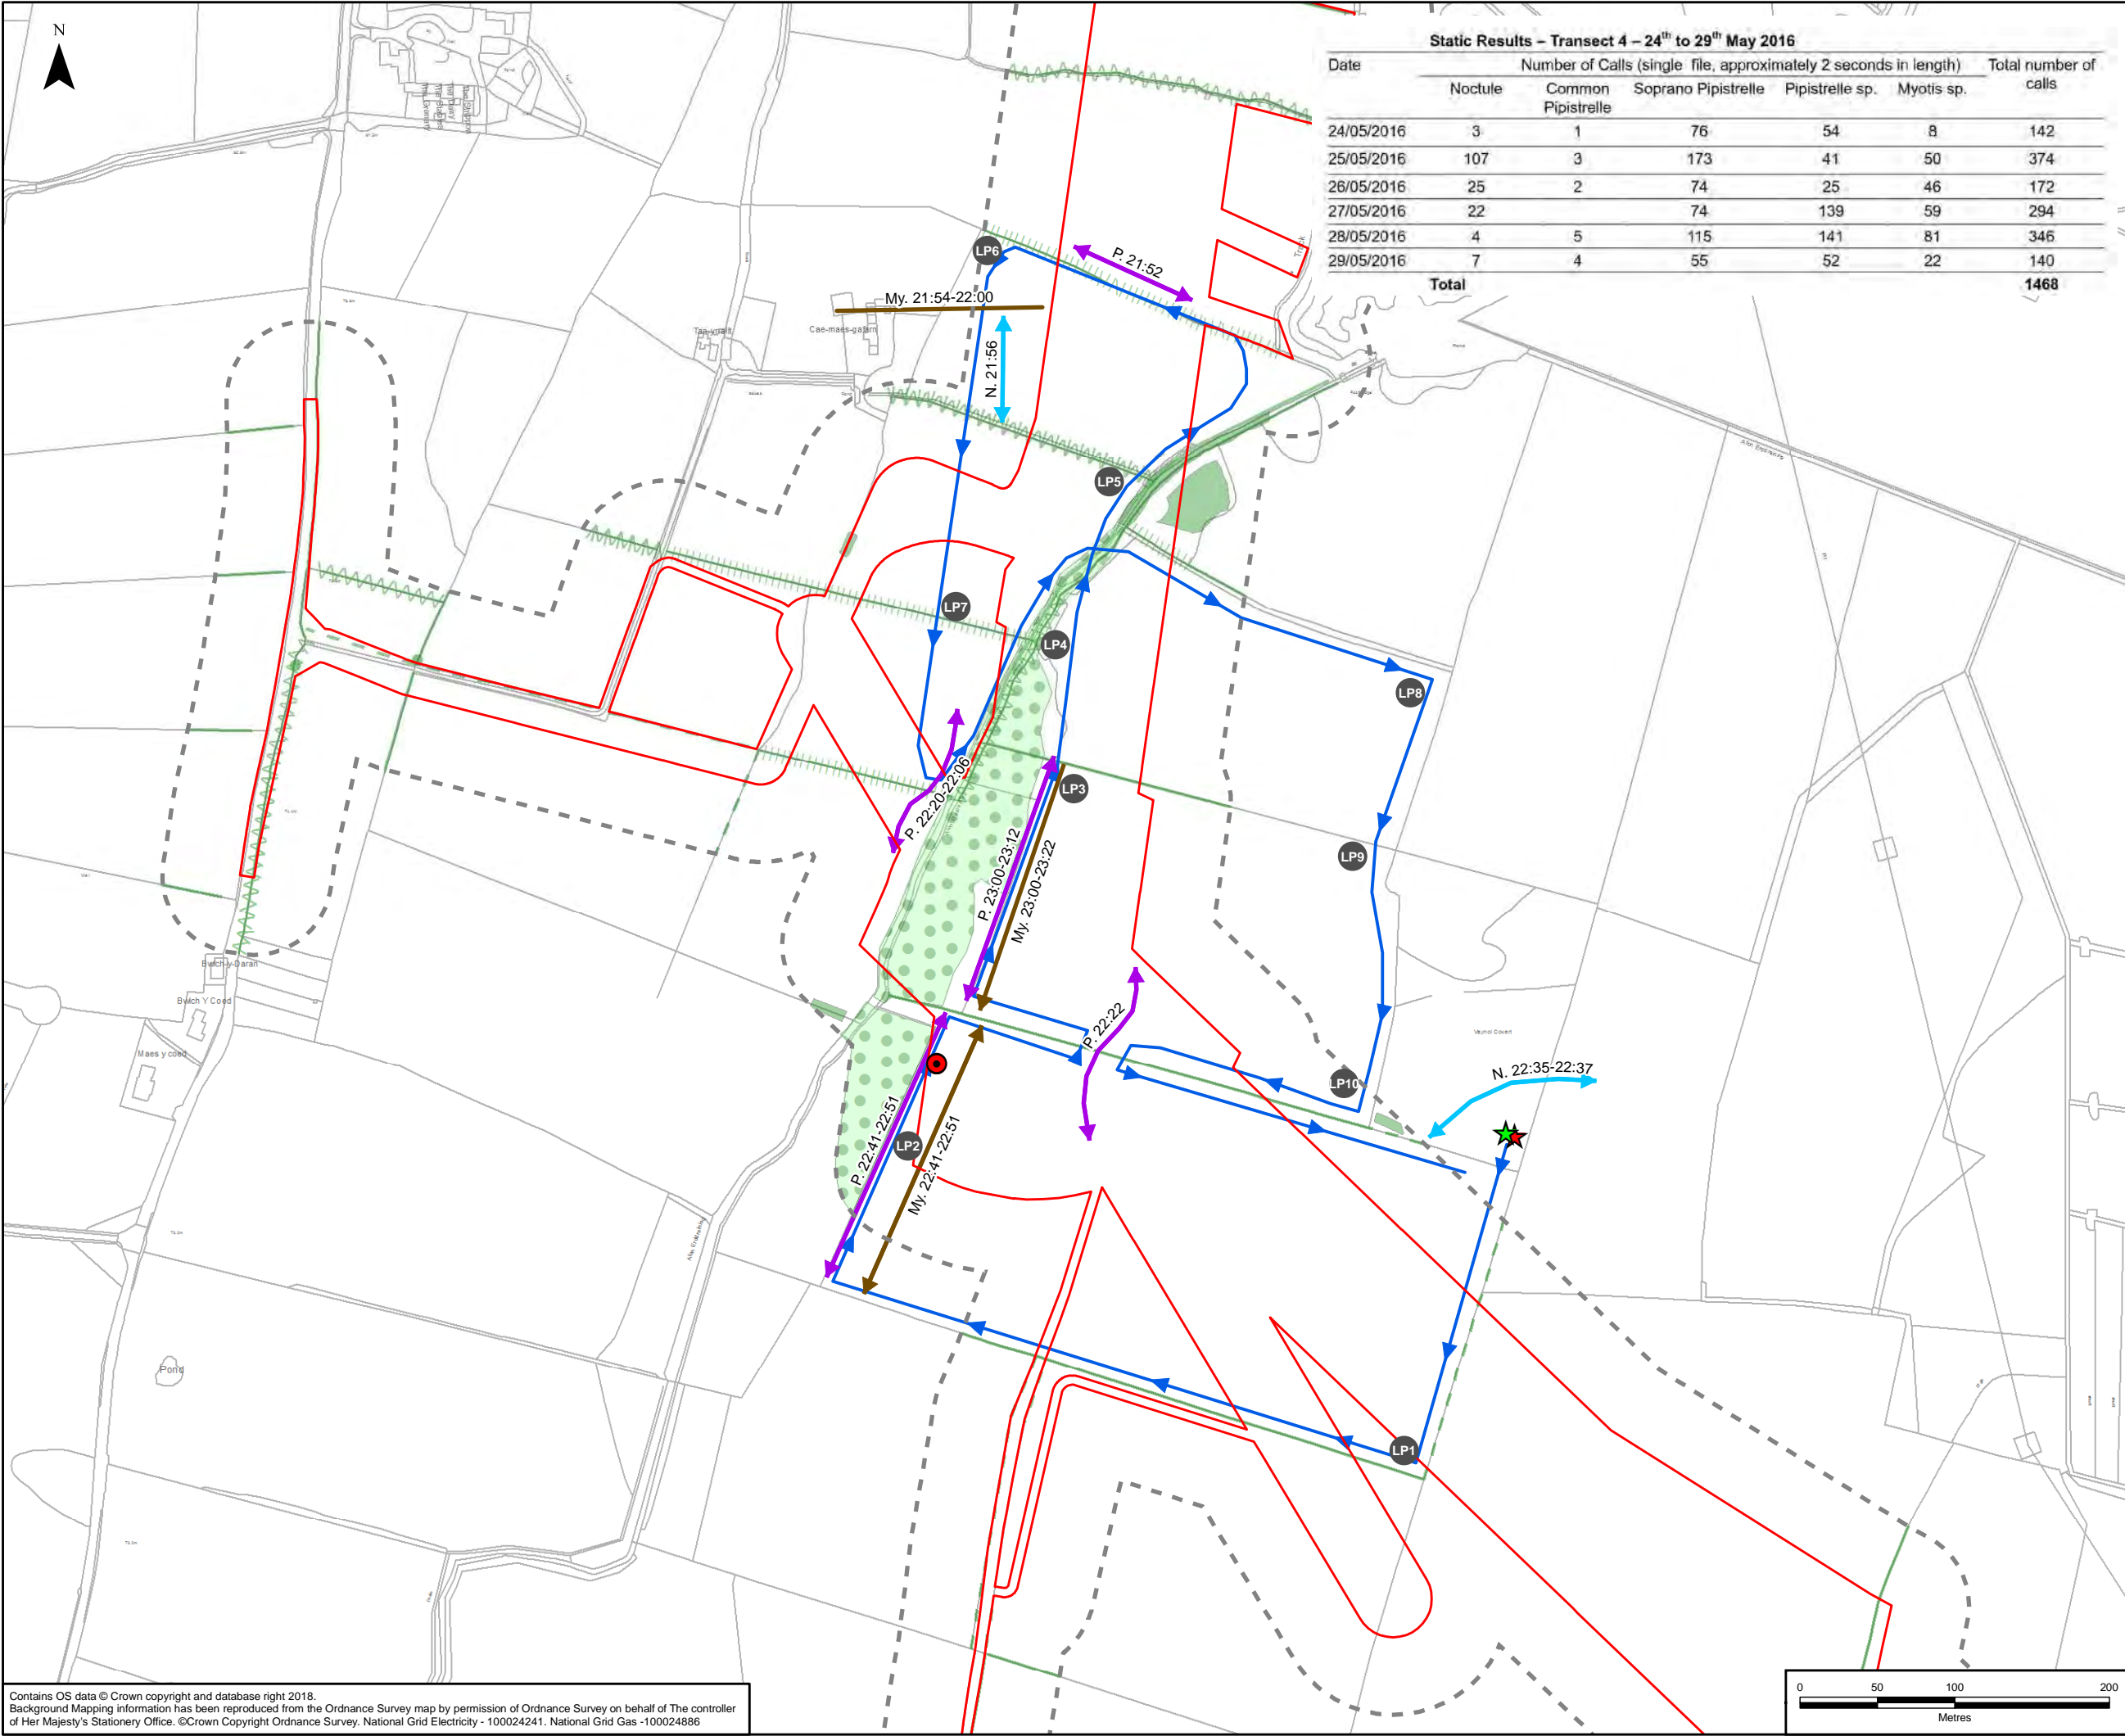 N
Static Results – Transect 4 – 24th to 29th May 2016
Date Number of Calls (single file, approximately 2 seconds in length) Total number of calls
Noctule Common Pipistrelle Soprano Pipistrelle Pipistrelle sp. Myotis sp.
24/05/2016 3 1 76 54 8 142
25/05/2016 107 3 173 41 50 374
26/05/2016 25 2 74 25 46 172
27/05/2016 22 74 139 59 294
28/05/2016 4 5 115 141 81 346
29/05/2016 7 4 55 52 22 140
Total 1468
Track
LP6
P. 21:52
My. 21:54-22:00
Cae-maes-gafarn
N. 21:56
LP5
LP7
LP4
LP8
P. 22:20-22:06
LP3
P. 23:00-23:12
My. 23:00-23:22
LP9
Bwlch-y-Daran
Bwlch Y Coed
Maes y coed
P. 22:22
Vaynol Covert
N. 22:35-22:37
LP10
P. 22:41-22:51
LP2
My. 22:41-22:51
Pond
LP1
Contains OS data © Crown copyright and database right 2018.
Background Mapping information has been reproduced from the Ordnance Survey map by permission of Ordnance Survey on behalf of The controller
of Her Majesty's Stationery Office. ©Crown Copyright Ordnance Survey. National Grid Electricity - 100024241. National Grid Gas -100024886
0 50 100 200
Metres